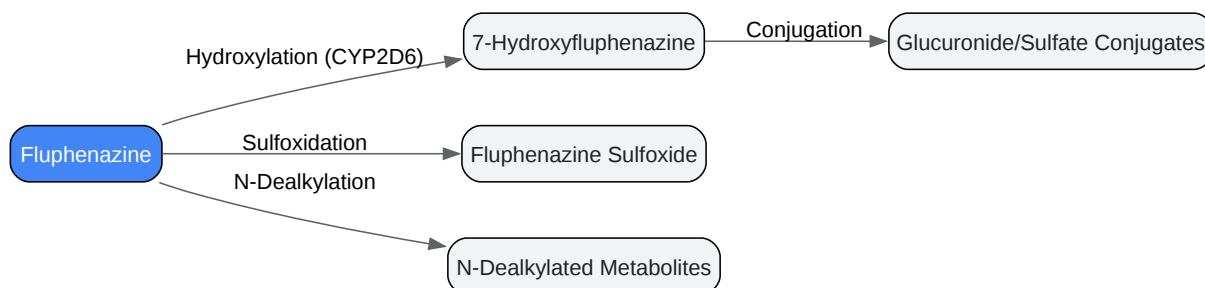 7-Hydroxyfluphenazine
Conjugation
Glucuronide/Sulfate Conjugates
Hydroxylation (CYP2D6)
Fluphenazine
Sulfoxidation
Fluphenazine Sulfoxide
N-Dealkylation
N-Dealkylated Metabolites